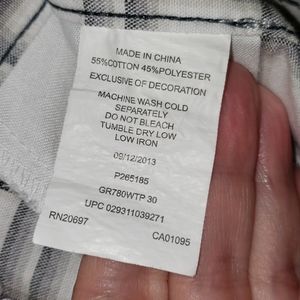 MADE IN CHINA
55%COTTON 45%POLYESTER
EXCLUSIVE OF DECORATION
MACHINE WASH COLD
SEPARATELY
DO NOT BLEACH
TUMBLE DRY LOW
LOW IRON
09/12/2013
P265185
GR780WTP 30
UPC 029311039271
RN20697 CA01095